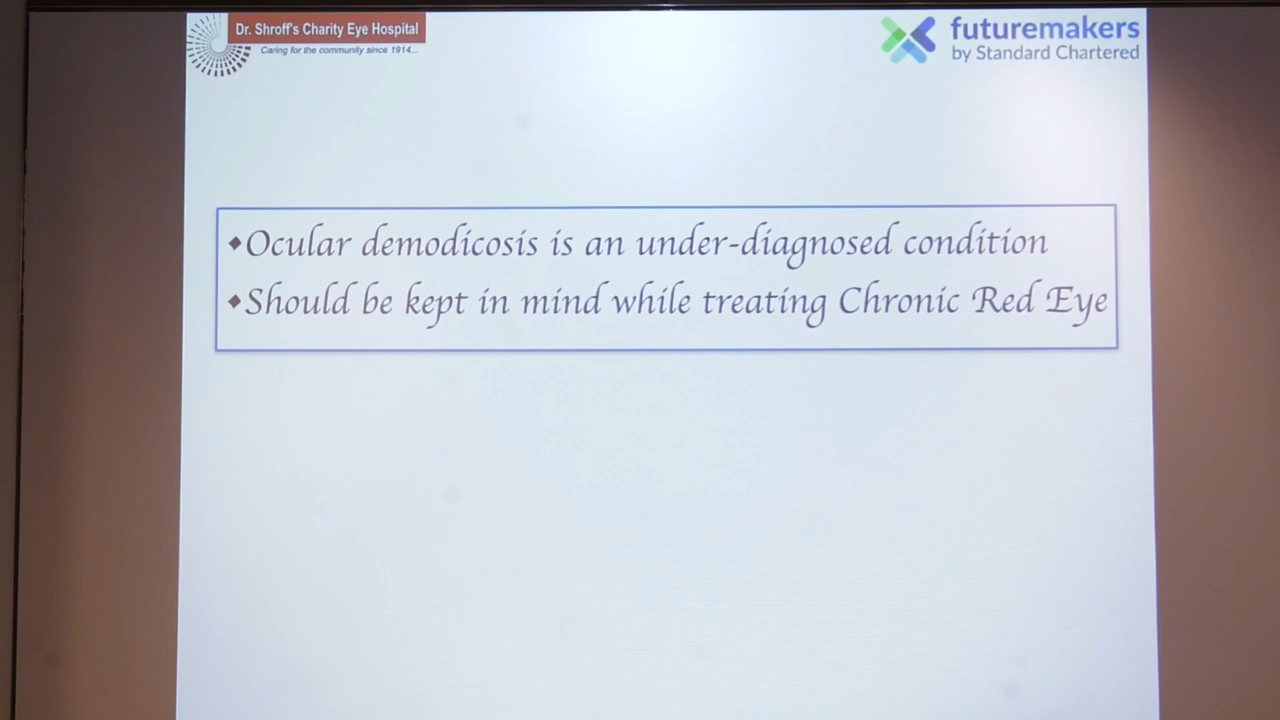 Dr. Shroff's Charity Eye Hospital
Caring for the community since 1914...
futuremakers
by Standard Chartered
◆Ocular demodicosis is an under-diagnosed condition
◆Should be kept in mind while treating Chronic Red Eye